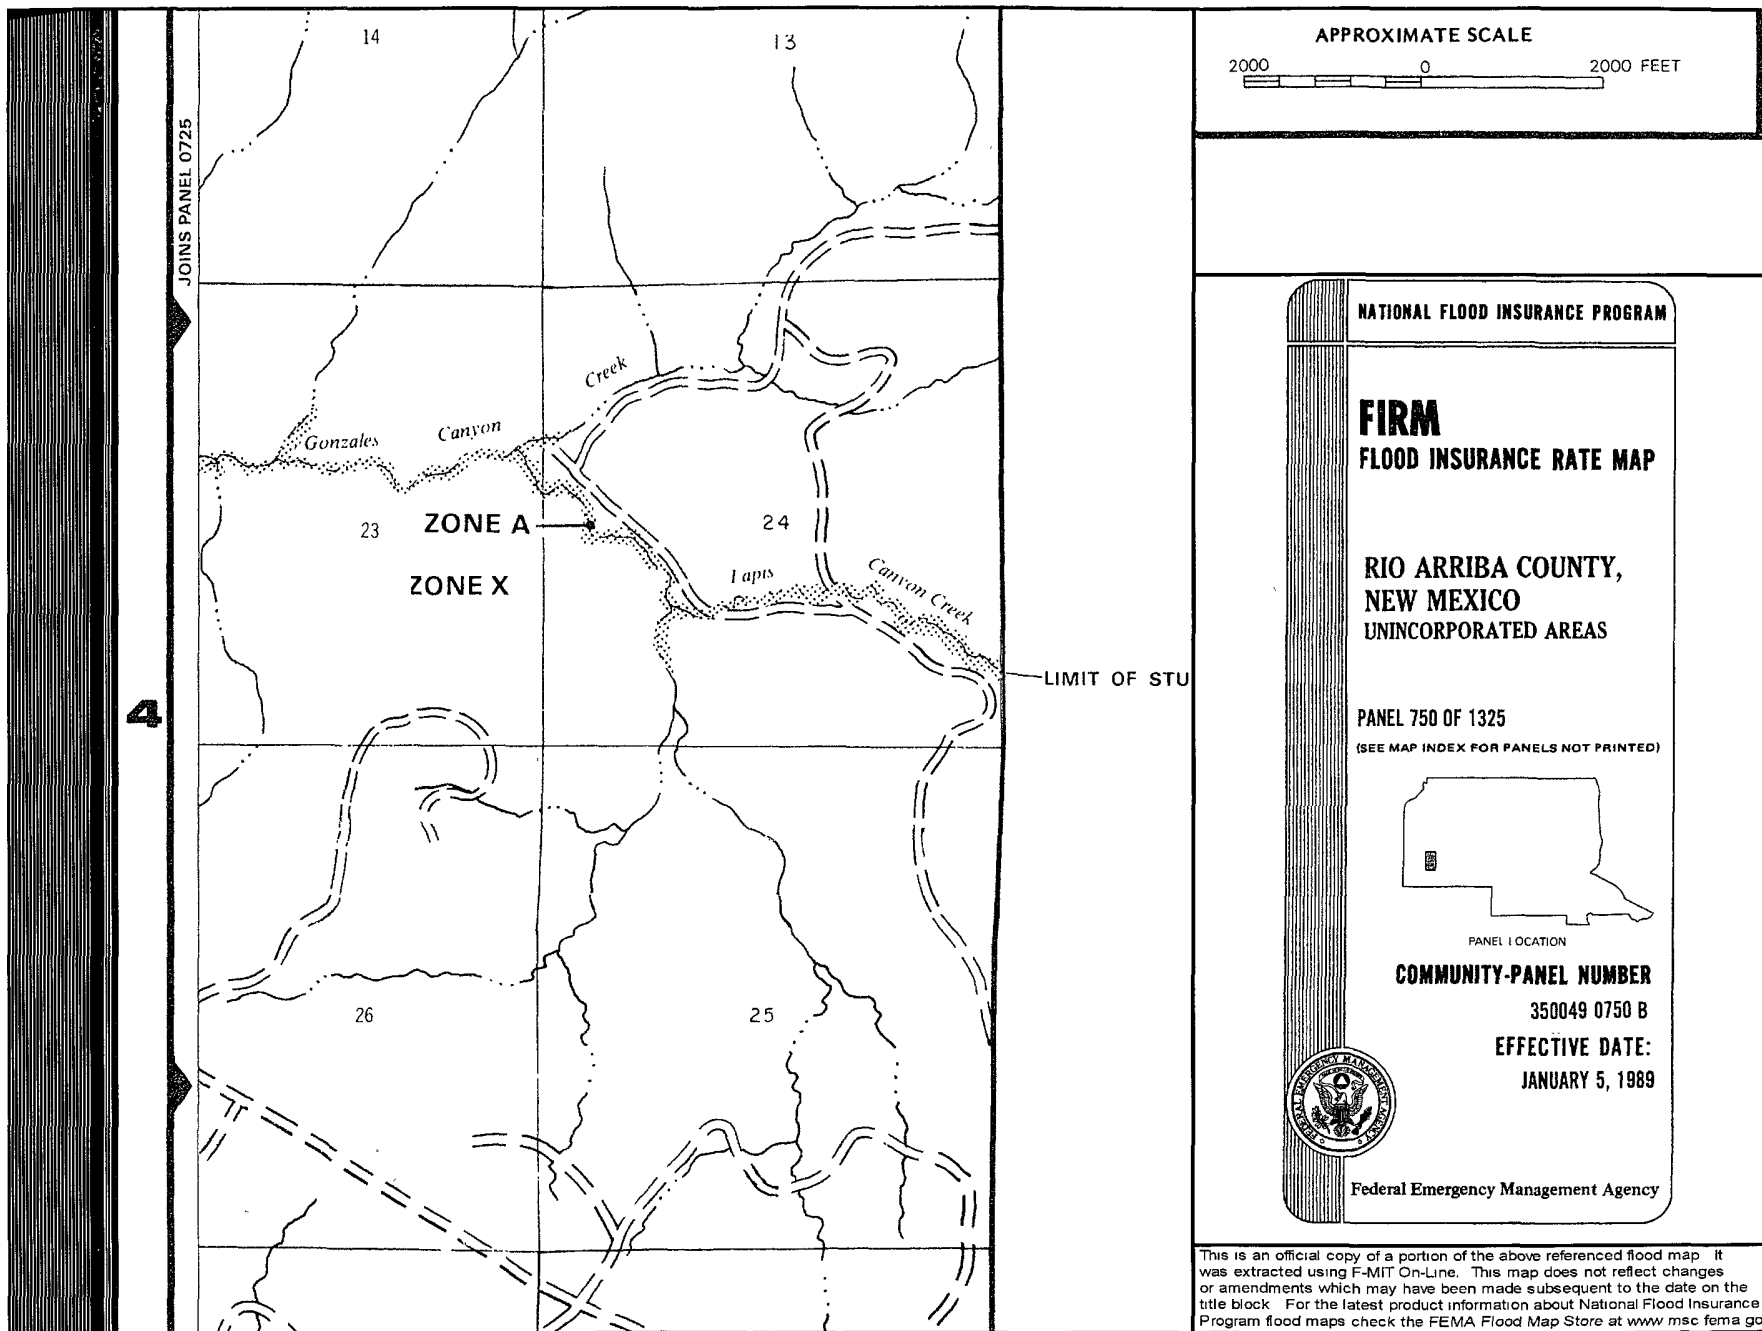 14
13
JOINS PANEL 0725
Creek
Gonzales Canyon
23
ZONE A
24
ZONE X
Canyon Creek
LIMIT OF STU
4
26
25
APPROXIMATE SCALE
2000 0 2000 FEET
NATIONAL FLOOD INSURANCE PROGRAM
FIRM
FLOOD INSURANCE RATE MAP
RIO ARRIBA COUNTY,
NEW MEXICO
UNINCORPORATED AREAS
PANEL 750 OF 1325
(SEE MAP INDEX FOR PANELS NOT PRINTED)
PANEL LOCATION
COMMUNITY-PANEL NUMBER
350049 0750 B
EFFECTIVE DATE:
JANUARY 5, 1989
FEDERAL EMERGENCY MANAGEMENT AGENCY
Federal Emergency Management Agency
This is an official copy of a portion of the above referenced flood map It
was extracted using F-MIT On-Line. This map does not reflect changes
or amendments which may have been made subsequent to the date on the
title block For the latest product information about National Flood Insurance
Program flood maps check the FEMA Flood Map Store at www msc fema go